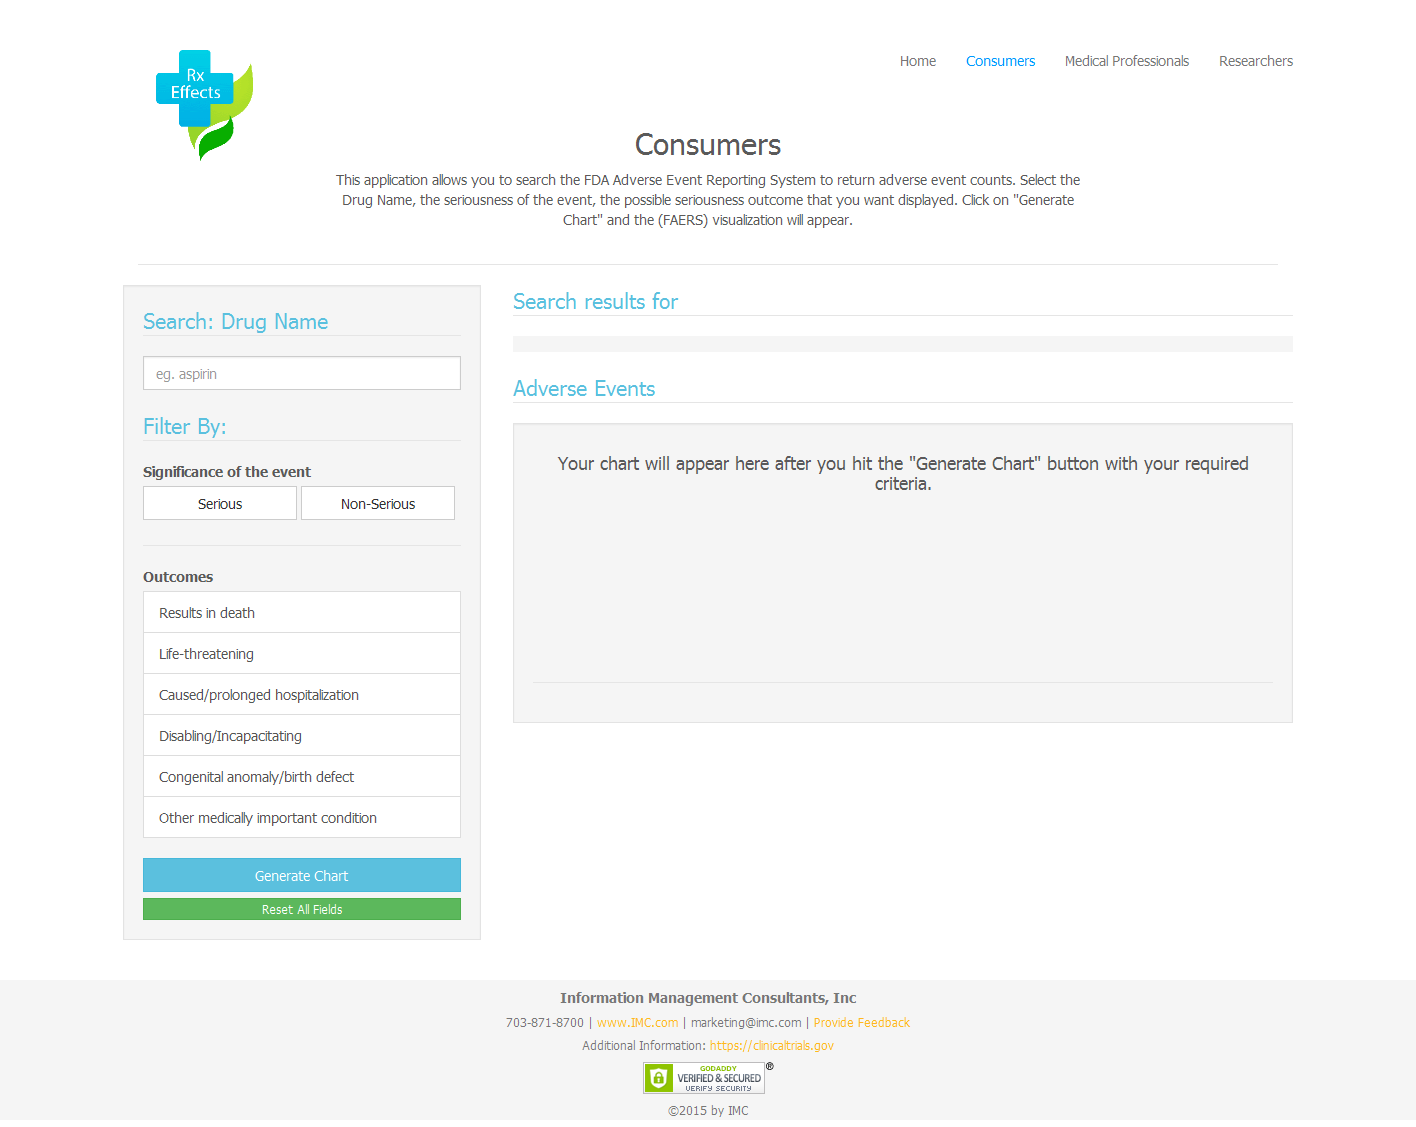 Rx
Effects
Home Consumers Medical Professionals Researchers
Consumers
This application allows you to search the FDA Adverse Event Reporting System to return adverse event counts. Select the
Drug Name, the seriousness of the event, the possible seriousness outcome that you want displayed. Click on "Generate
Chart" and the (FAERS) visualization will appear.
Search: Drug Name
eg. aspirin
Filter By:
Significance of the event
Serious Non-Serious
Outcomes
Results in death
Life-threatening
Caused/prolonged hospitalization
Disabling/Incapacitating
Congenital anomaly/birth defect
Other medically important condition
Generate Chart
Reset All Fields
Search results for
Adverse Events
Your chart will appear here after you hit the "Generate Chart" button with your required
criteria.
Information Management Consultants, Inc
703-871-8700 | www.IMC.com | marketing@imc.com | Provide Feedback
Additional Information: https://clinicaltrials.gov
GODADDY
VERIFIED & SECURED
VERIFY SECURITY
®
©2015 by IMC